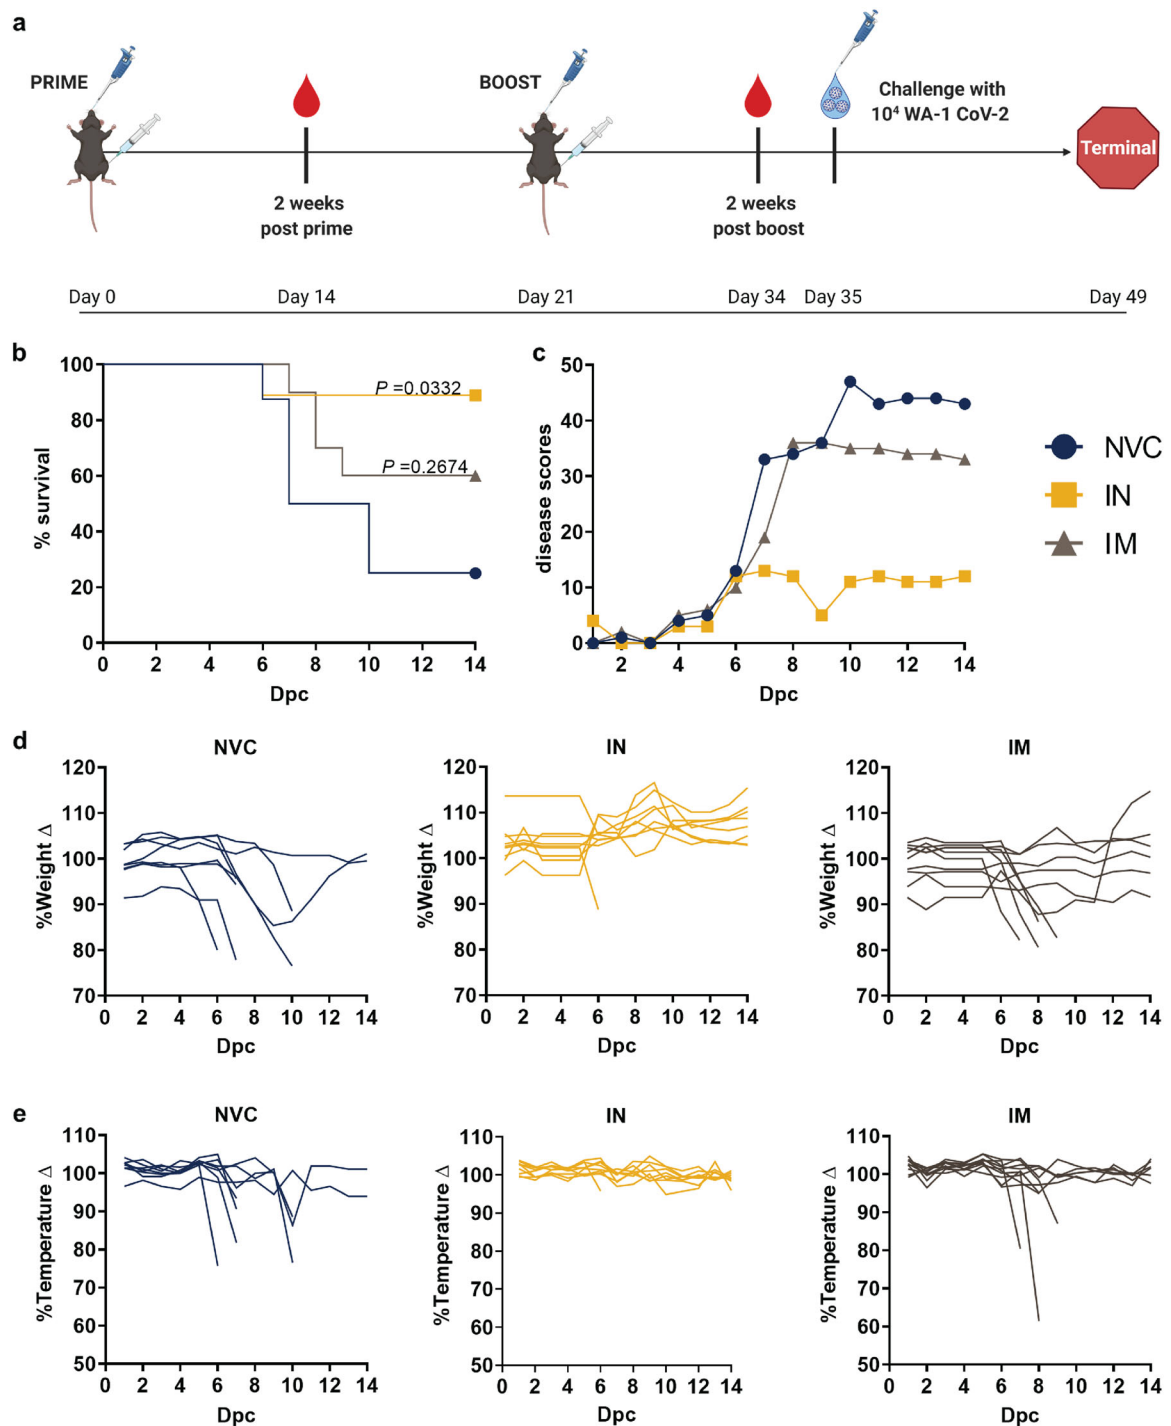 a
PRIME
BOOST
Challenge with
10⁴ WA-1 CoV-2
Terminal
2 weeks
post prime
2 weeks
post boost
Day 0
Day 14
Day 21
Day 34
Day 35
Day 49
b
% survival
100
80
60
40
20
0
P =0.0332
P =0.2674
0 2 4 6 8 10 12 14
Dpc
c
disease scores
50
40
30
20
10
0
2 4 6 8 10 12 14
Dpc
NVC
IN
IM
d
NVC
%Weight Δ
120
110
100
90
80
70
0 2 4 6 8 10 12 14
Dpc
IN
%Weight Δ
120
110
100
90
80
70
0 2 4 6 8 10 12 14
Dpc
IM
%Weight Δ
120
110
100
90
80
70
0 2 4 6 8 10 12 14
Dpc
e
NVC
%Temperature Δ
110
100
90
80
70
60
50
0 2 4 6 8 10 12 14
Dpc
IN
%Temperature Δ
110
100
90
80
70
60
50
0 2 4 6 8 10 12 14
Dpc
IM
%Temperature Δ
110
100
90
80
70
60
50
0 2 4 6 8 10 12 14
Dpc